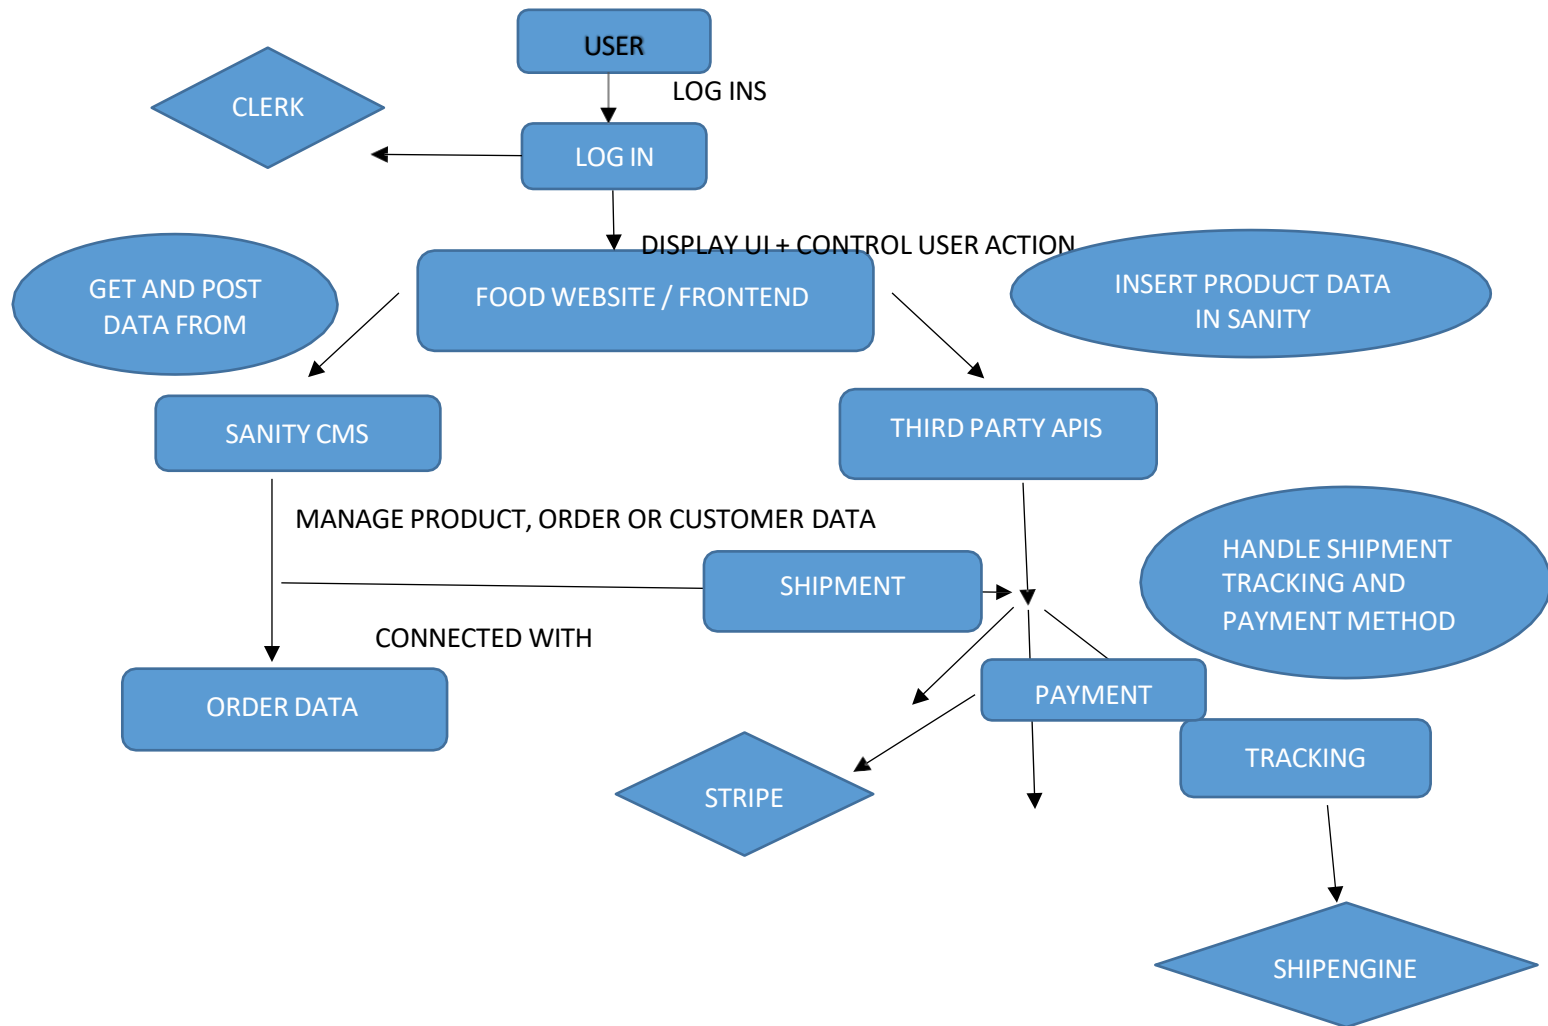 USER
LOG INS
CLERK
LOG IN
DISPLAY UI + CONTROL USER ACTION
GET AND POST
DATA FROM
FOOD WEBSITE / FRONTEND
INSERT PRODUCT DATA
IN SANITY
SANITY CMS
THIRD PARTY APIS
MANAGE PRODUCT, ORDER OR CUSTOMER DATA
HANDLE SHIPMENT
TRACKING AND
PAYMENT METHOD
SHIPMENT
CONNECTED WITH
ORDER DATA
PAYMENT
TRACKING
STRIPE
SHIPENGINE